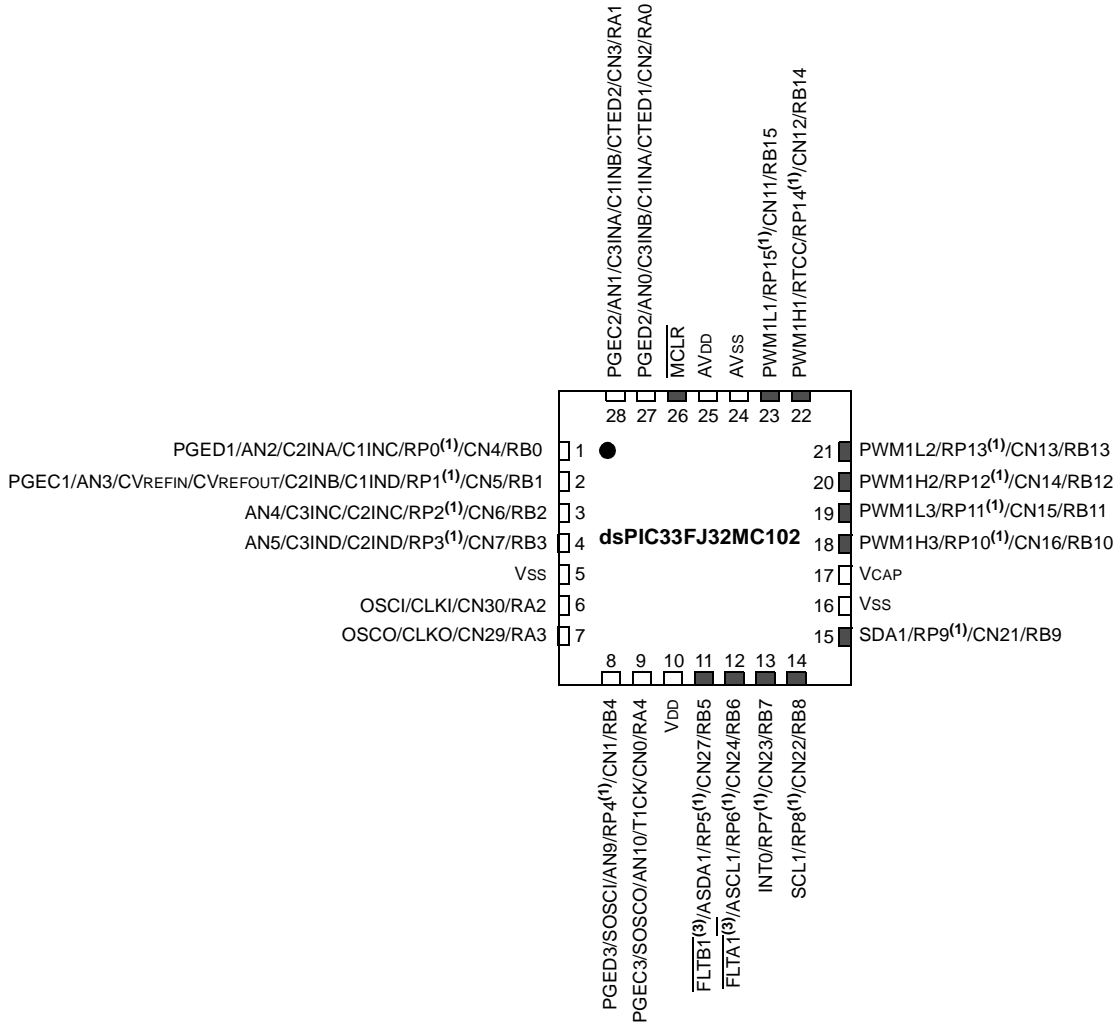 PGEC2/AN1/C3INA/C1INB/CTED2/CN3/RA1
PGED2/AN0/C3INB/C1INA/CTED1/CN2/RA0
MCLR
AVDD
AVSS
PWM1L1/RP15(1)/CN11/RB15
PWM1H1/RTCC/RP14(1)/CN12/RB14
28 27 26 25 24 23 22
PGED1/AN2/C2INA/C1INC/RP0(1)/CN4/RB0 1
PGEC1/AN3/CVREFIN/CVREFOUT/C2INB/C1IND/RP1(1)/CN5/RB1 2
AN4/C3INC/C2INC/RP2(1)/CN6/RB2 3
AN5/C3IND/C2IND/RP3(1)/CN7/RB3 4
VSS 5
OSCI/CLKI/CN30/RA2 6
OSCO/CLKO/CN29/RA3 7
dsPIC33FJ32MC102
21 PWM1L2/RP13(1)/CN13/RB13
20 PWM1H2/RP12(1)/CN14/RB12
19 PWM1L3/RP11(1)/CN15/RB11
18 PWM1H3/RP10(1)/CN16/RB10
17 VCAP
16 VSS
15 SDA1/RP9(1)/CN21/RB9
8 9 10 11 12 13 14
PGED3/SOSCI/AN9/RP4(1)/CN1/RB4
PGEC3/SOSCO/AN10/T1CK/CN0/RA4
VDD
FLTB1(3)/ASDA1/RP5(1)/CN27/RB5
FLTA1(3)/ASCL1/RP6(1)/CN24/RB6
INT0/RP7(1)/CN23/RB7
SCL1/RP8(1)/CN22/RB8